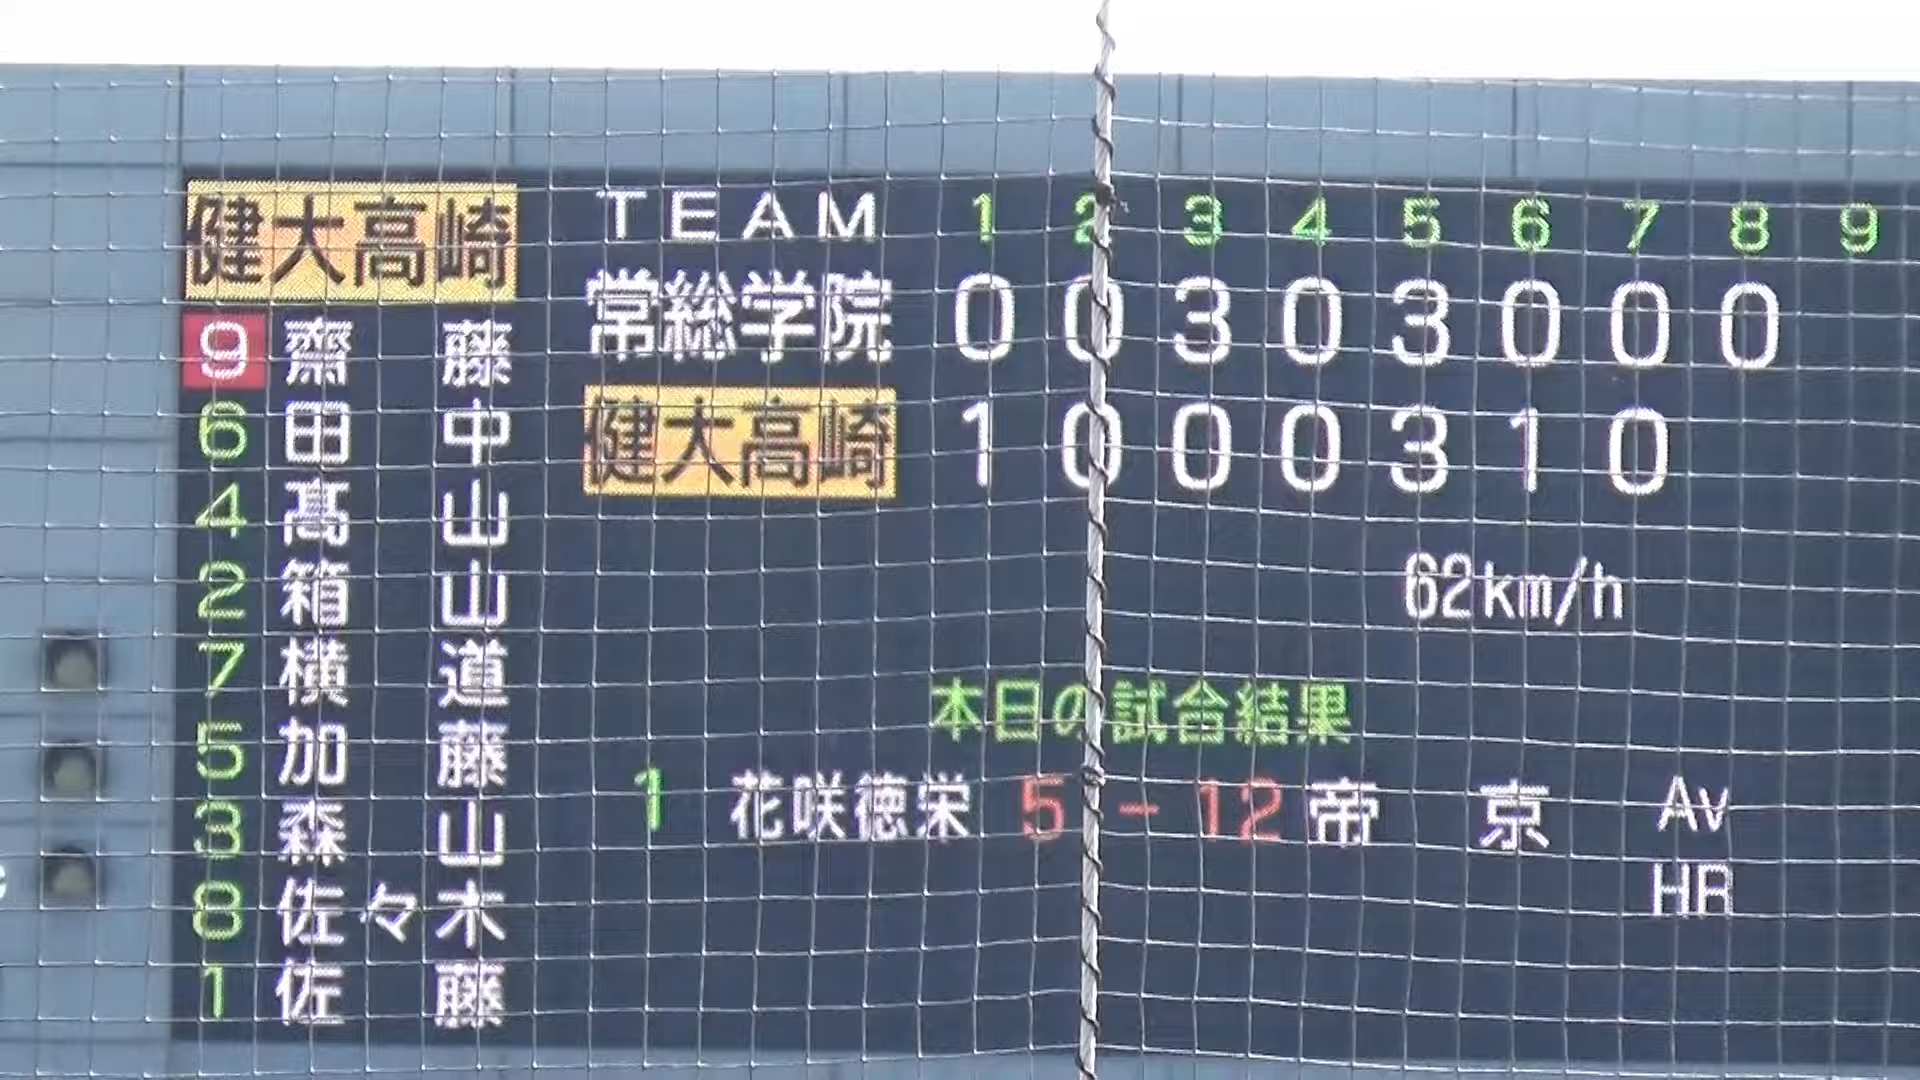 健大高崎
9 齋藤
6 田中
4 髙山
2 箱山
7 横道
5 加藤
3 森山
8 佐々木
1 佐藤
TEAM 1 2 3 4 5 6 7 8 9
常総学院 0 0 3 0 3 0 0 0
健大高崎 1 0 0 0 3 1 0
62km/h
本日の試合結果
1 花咲徳栄 5 - 12 帝京
Av
HR